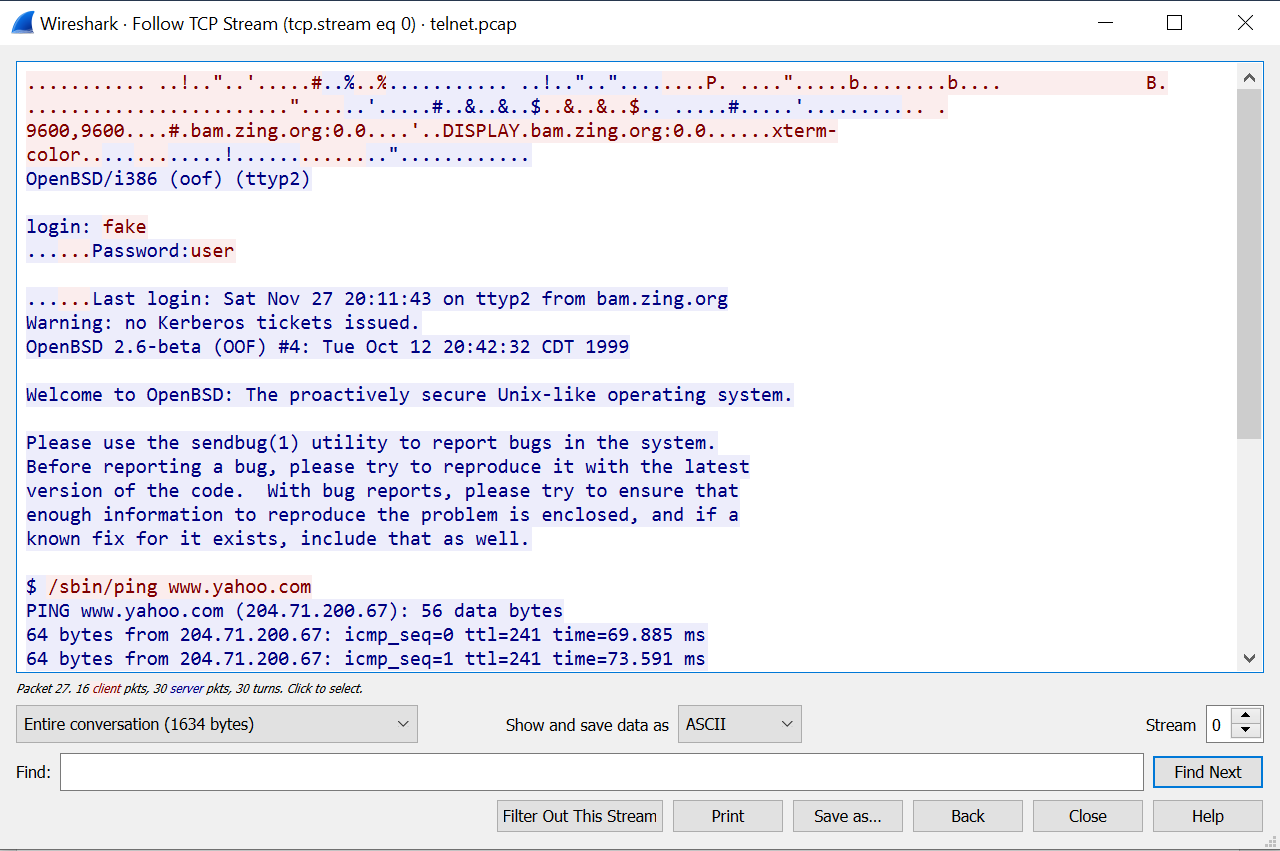 Wireshark · Follow TCP Stream (tcp.stream eq 0) · telnet.pcap
........... ..!.."..'.....#..%..%........... ..!..".."........P. ....".....b........b.... B.
........................"......'.....#..&..&..$..&..&..$.. .....#.....'........... .
9600,9600....#.bam.zing.org:0.0....'..DISPLAY.bam.zing.org:0.0......xterm-
color.............!.............."............
OpenBSD/i386 (oof) (ttyp2)
login: fake
......Password:user
......Last login: Sat Nov 27 20:11:43 on ttyp2 from bam.zing.org
Warning: no Kerberos tickets issued.
OpenBSD 2.6-beta (OOF) #4: Tue Oct 12 20:42:32 CDT 1999
Welcome to OpenBSD: The proactively secure Unix-like operating system.
Please use the sendbug(1) utility to report bugs in the system.
Before reporting a bug, please try to reproduce it with the latest
version of the code.  With bug reports, please try to ensure that
enough information to reproduce the problem is enclosed, and if a
known fix for it exists, include that as well.
$ /sbin/ping www.yahoo.com
PING www.yahoo.com (204.71.200.67): 56 data bytes
64 bytes from 204.71.200.67: icmp_seq=0 ttl=241 time=69.885 ms
64 bytes from 204.71.200.67: icmp_seq=1 ttl=241 time=73.591 ms
Packet 27. 16 client pkts, 30 server pkts, 30 turns. Click to select.
Entire conversation (1634 bytes) Show and save data as ASCII Stream 0
Find: Find Next
Filter Out This Stream Print Save as... Back Close Help